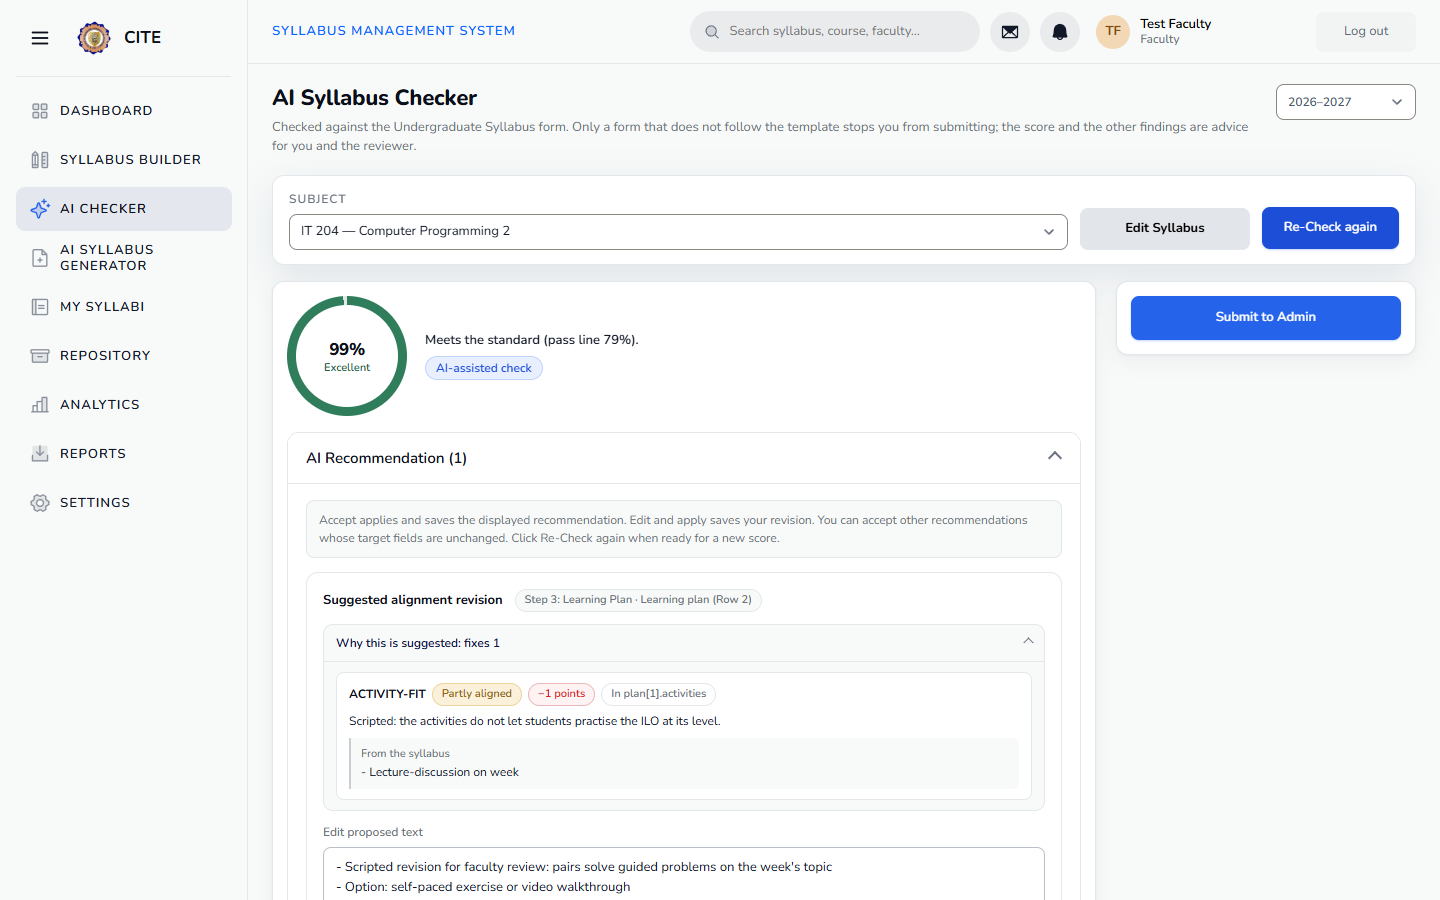 CITE
SYLLABUS MANAGEMENT SYSTEM
Search syllabus, course, faculty...
TF
Test Faculty
Faculty
Log out
DASHBOARD
SYLLABUS BUILDER
AI CHECKER
AI SYLLABUS
GENERATOR
MY SYLLABI
REPOSITORY
ANALYTICS
REPORTS
SETTINGS
AI Syllabus Checker
2026–2027
Checked against the Undergraduate Syllabus form. Only a form that does not follow the template stops you from submitting; the score and the other findings are advice
for you and the reviewer.
SUBJECT
IT 204 — Computer Programming 2
Edit Syllabus
Re-Check again
99%
Excellent
Meets the standard (pass line 79%).
AI-assisted check
Submit to Admin
AI Recommendation (1)
Accept applies and saves the displayed recommendation. Edit and apply saves your revision. You can accept other recommendations
whose target fields are unchanged. Click Re-Check again when ready for a new score.
Suggested alignment revision
Step 3: Learning Plan · Learning plan (Row 2)
Why this is suggested: fixes 1
ACTIVITY-FIT
Partly aligned
−1 points
In plan[1].activities
Scripted: the activities do not let students practise the ILO at its level.
From the syllabus
- Lecture-discussion on week
Edit proposed text
- Scripted revision for faculty review: pairs solve guided problems on the week's topic
- Option: self-paced exercise or video walkthrough